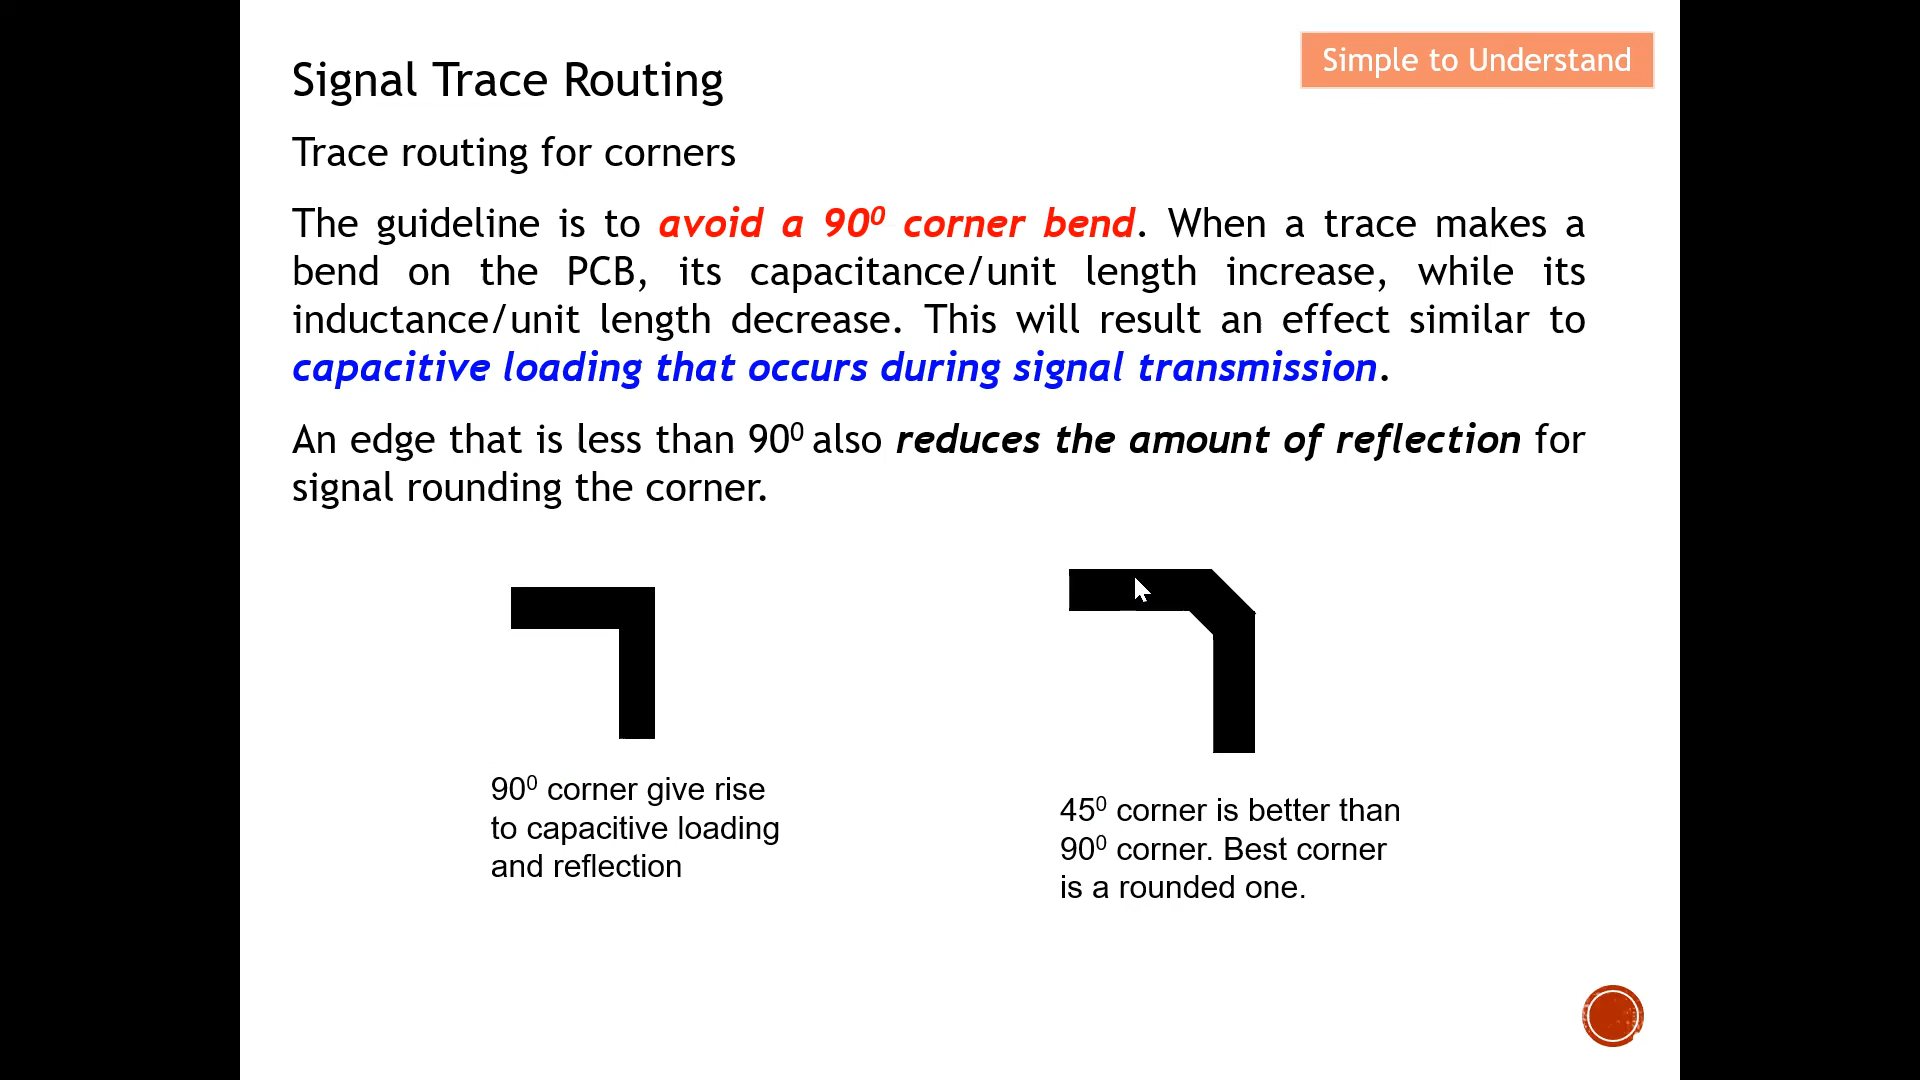 Simple to Understand
Signal Trace Routing
Trace routing for corners
The guideline is to avoid a 90⁰ corner bend. When a trace makes a
bend on the PCB, its capacitance/unit length increase, while its
inductance/unit length decrease. This will result an effect similar to
capacitive loading that occurs during signal transmission.
An edge that is less than 90⁰ also reduces the amount of reflection for
signal rounding the corner.
90⁰ corner give rise
to capacitive loading
and reflection
45⁰ corner is better than
90⁰ corner. Best corner
is a rounded one.